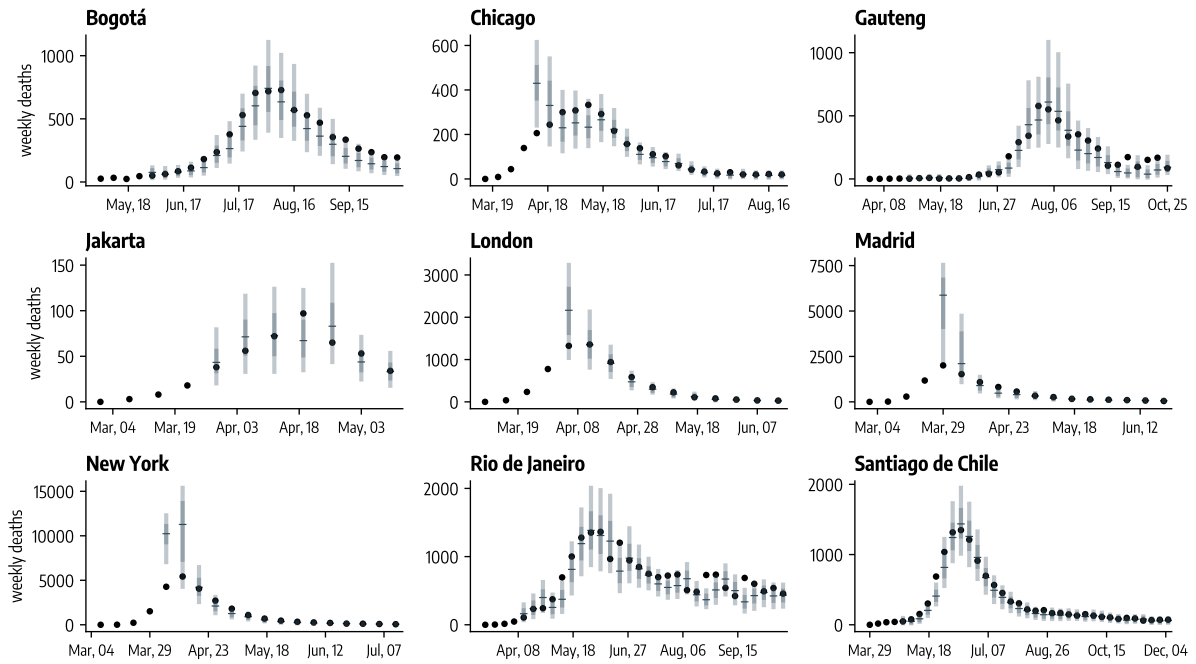 Bogotá
Chicago
Gauteng
weekly deaths
1000
500
0
600
400
200
0
1000
500
0
May, 18 Jun, 17 Jul, 17 Aug, 16 Sep, 15
Mar, 19 Apr, 18 May, 18 Jun, 17 Jul, 17 Aug, 16
Apr, 08 May, 18 Jun, 27 Aug, 06 Sep, 15 Oct, 25
Jakarta
London
Madrid
weekly deaths
150
100
50
0
3000
2000
1000
0
7500
5000
2500
0
Mar, 04 Mar, 19 Apr, 03 Apr, 18 May, 03
Mar, 19 Apr, 08 Apr, 28 May, 18 Jun, 07
Mar, 04 Mar, 29 Apr, 23 May, 18 Jun, 12
New York
Rio de Janeiro
Santiago de Chile
weekly deaths
15000
10000
5000
0
2000
1000
0
2000
1000
0
Mar, 04 Mar, 29 Apr, 23 May, 18 Jun, 12 Jul, 07
Apr, 08 May, 18 Jun, 27 Aug, 06 Sep, 15
Mar, 29 May, 18 Jul, 07 Aug, 26 Oct, 15 Dec, 04